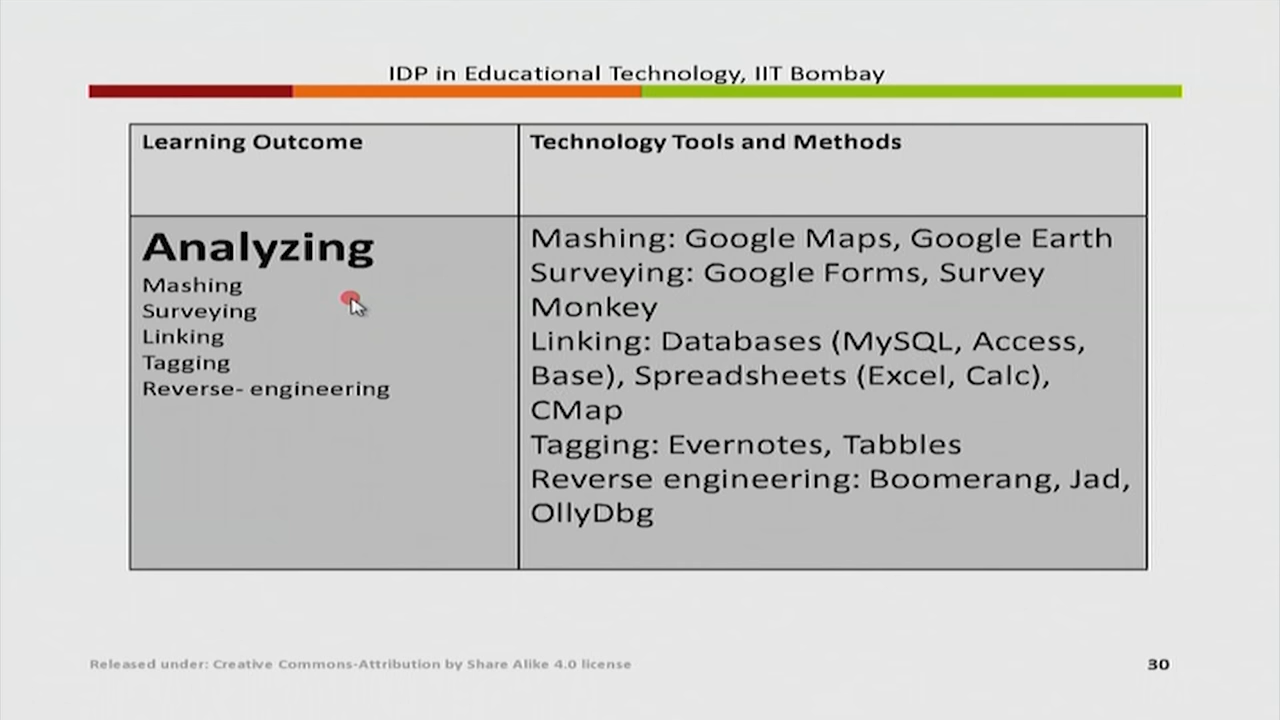 IDP in Educational Technology, IIT Bombay
Learning Outcome
Technology Tools and Methods
Analyzing
Mashing
Surveying
Linking
Tagging
Reverse- engineering
Mashing: Google Maps, Google Earth
Surveying: Google Forms, Survey
Monkey
Linking: Databases (MySQL, Access,
Base), Spreadsheets (Excel, Calc),
CMap
Tagging: Evernotes, Tabbles
Reverse engineering: Boomerang, Jad,
OllyDbg
Released under: Creative Commons-Attribution by Share Alike 4.0 license
30